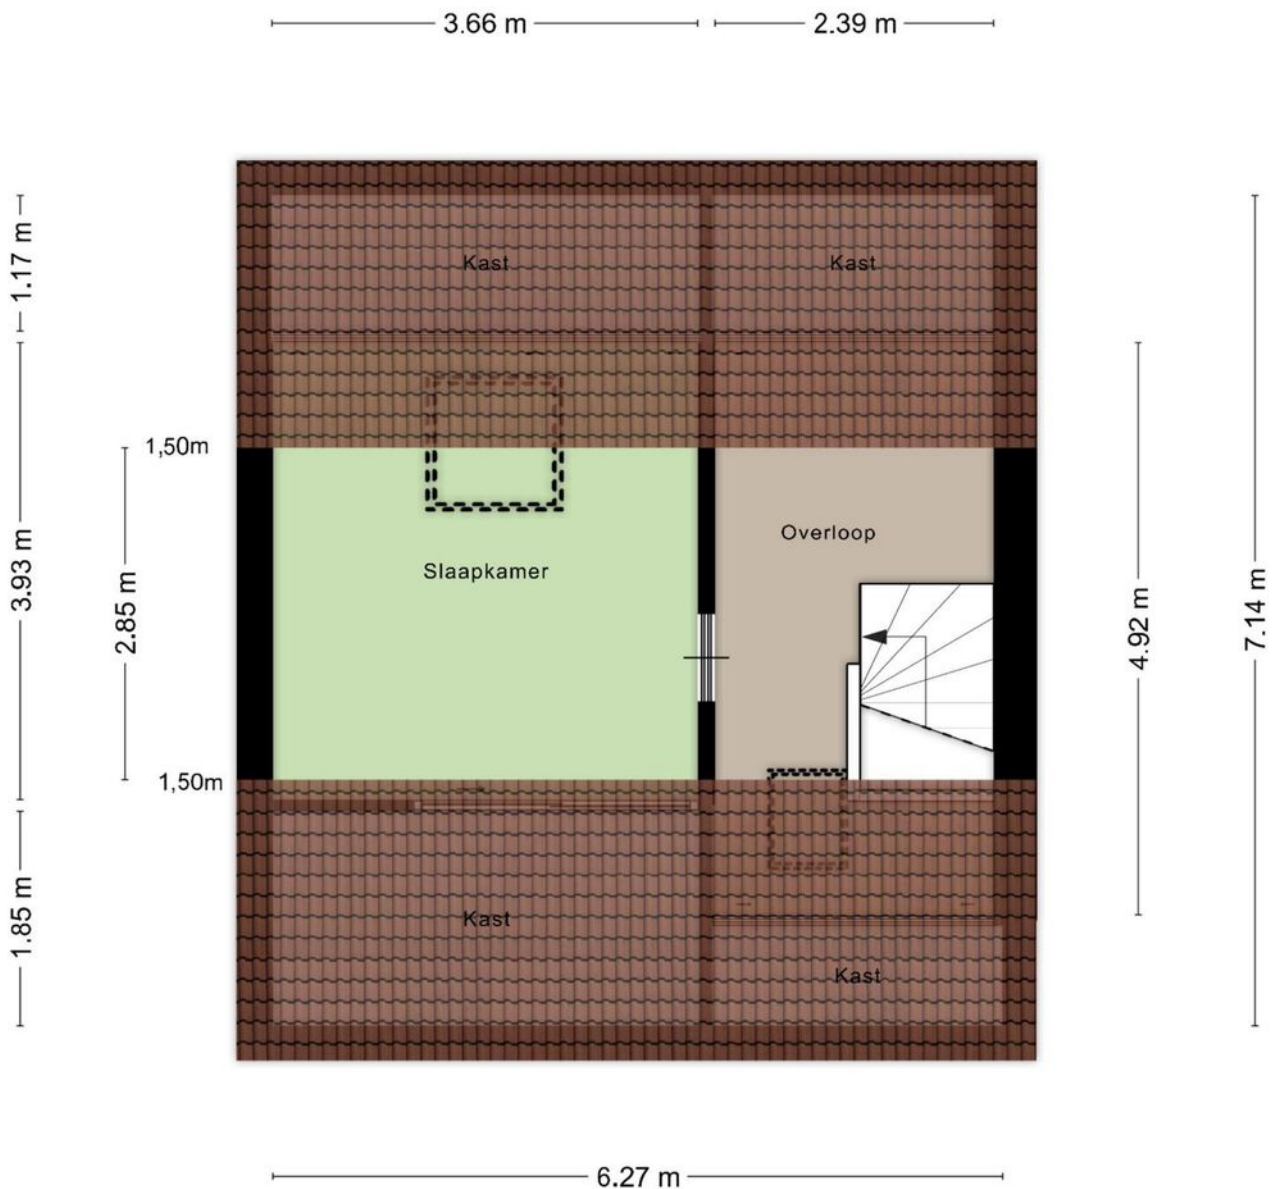 3.66 m
2.39 m
1.17 m
Kast
Kast
1,50m
3.93 m
2.85 m
Overloop
Slaapkamer
4.92 m
7.14 m
1,50m
1.85 m
Kast
Kast
6.27 m